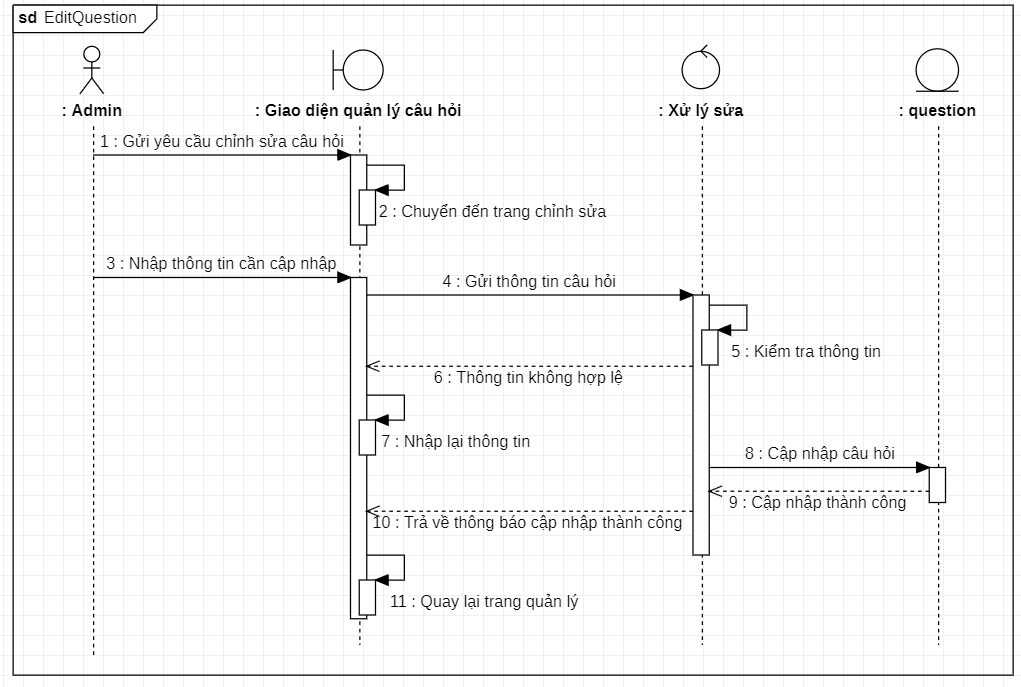 sd EditQuestion
: Admin
: Giao diện quản lý câu hỏi
: Xử lý sửa
: question
1 : Gửi yêu cầu chỉnh sửa câu hỏi
2 : Chuyển đến trang chỉnh sửa
3 : Nhập thông tin cần cập nhập
4 : Gửi thông tin câu hỏi
5 : Kiểm tra thông tin
6 : Thông tin không hợp lệ
7 : Nhập lại thông tin
8 : Cập nhập câu hỏi
9 : Cập nhập thành công
10 : Trả về thông báo cập nhập thành công
11 : Quay lại trang quản lý